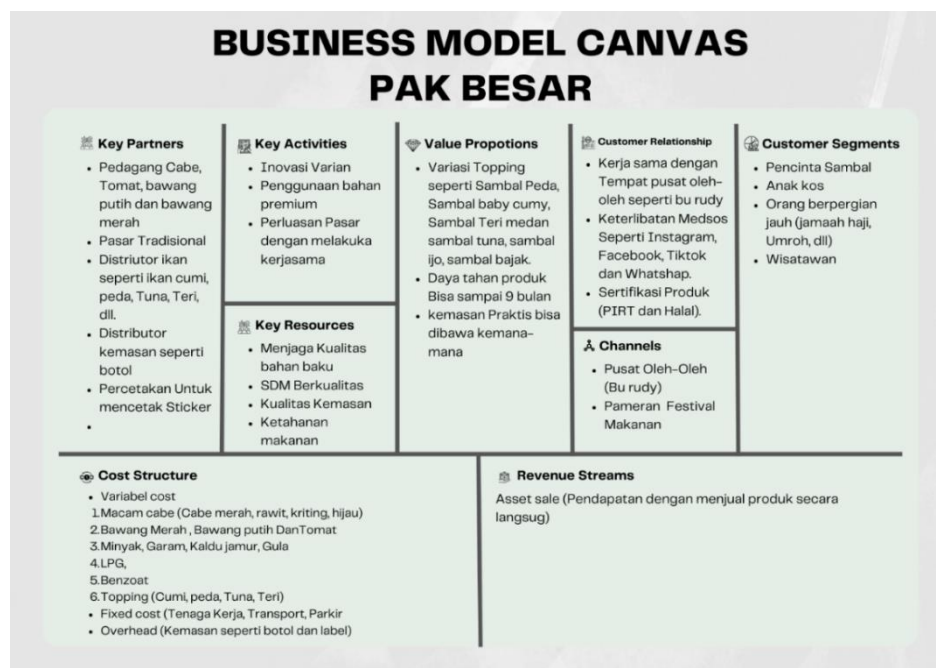 BUSINESS MODEL CANVAS
PAK BESAR
Key Partners
• Pedagang Cabe,
Tomat, bawang
putih dan bawang
merah
• Pasar Tradisional
• Distriutor ikan
seperti ikan cumi,
peda, Tuna, Teri,
dll.
• Distributor
kemasan seperti
botol
• Percetakan Untuk
mencetak Sticker
•
Key Activities
• Inovasi Varian
• Penggunaan bahan
premium
• Perluasan Pasar
dengan melakuka
kerjasama
Key Resources
• Menjaga Kualitas
bahan baku
• SDM Berkualitas
• Kualitas Kemasan
• Ketahanan
makanan
Value Propotions
• Variasi Topping
seperti Sambal Peda,
Sambal baby cumy,
Sambal Teri medan
sambal tuna, sambal
ijo, sambal bajak.
• Daya tahan produk
Bisa sampai 9 bulan
• kemasan Praktis bisa
dibawa kemana-
mana
Customer Relationship
• Kerja sama dengan
Tempat pusat oleh-
oleh seperti bu rudy
• Keterlibatan Medsos
Seperti Instagram,
Facebook, Tiktok
dan Whatshap.
• Sertifikasi Produk
(PIRT dan Halal).
Channels
• Pusat Oleh-Oleh
(Bu rudy)
• Pameran Festival
Makanan
Customer Segments
• Pencinta Sambal
• Anak kos
• Orang berpergian
jauh (jamaah haji,
Umroh, dll)
• Wisatawan
Cost Structure
• Variabel cost
1.Macam cabe (Cabe merah, rawit, kriting, hijau)
2.Bawang Merah , Bawang putih DanTomat
3.Minyak, Garam, Kaldu jamur, Gula
4.LPG,
5.Benzoat
6.Topping (Cumi, peda, Tuna, Teri)
• Fixed cost (Tenaga Kerja, Transport, Parkir
• Overhead (Kemasan seperti botol dan label)
Revenue Streams
Asset sale (Pendapatan dengan menjual produk secara
langsug)